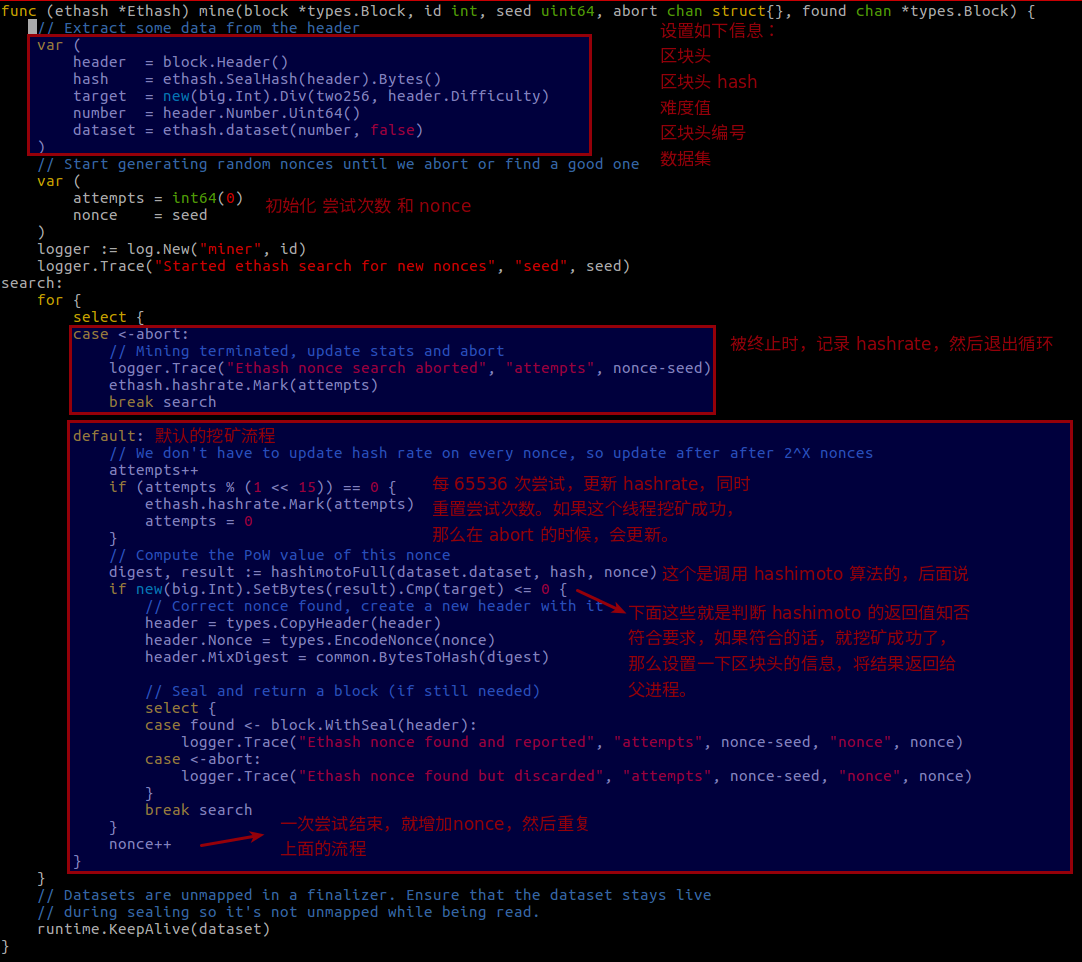 func (ethash *Ethash) mine(block *types.Block, id int, seed uint64, abort chan struct{}, found chan *types.Block) {
// Extract some data from the header
设置如下信息：
var (
区块头
header  = block.Header()
hash    = ethash.SealHash(header).Bytes()
区块头 hash
target  = new(big.Int).Div(two256, header.Difficulty)
难度值
number  = header.Number.Uint64()
dataset = ethash.dataset(number, false)
区块头编号
)
数据集
// Start generating random nonces until we abort or find a good one
var (
attempts = int64(0)
初始化 尝试次数 和 nonce
nonce    = seed
)
logger := log.New("miner", id)
logger.Trace("Started ethash search for new nonces", "seed", seed)
search:
for {
select {
case <-abort:
被终止时，记录 hashrate，然后退出循环
// Mining terminated, update stats and abort
logger.Trace("Ethash nonce search aborted", "attempts", nonce-seed)
ethash.hashrate.Mark(attempts)
break search
default: 默认的挖矿流程
// We don't have to update hash rate on every nonce, so update after after 2^X nonces
attempts++
if (attempts % (1 << 15)) == 0 {
每 65536 次尝试，更新 hashrate，同时
ethash.hashrate.Mark(attempts)
重置尝试次数。如果这个线程挖矿成功，
attempts = 0
那么在 abort 的时候，会更新。
}
// Compute the PoW value of this nonce
digest, result := hashimotoFull(dataset.dataset, hash, nonce) 这个是调用 hashimoto 算法的，后面说
if new(big.Int).SetBytes(result).Cmp(target) <= 0 {
// Correct nonce found, create a new header with it
下面这些就是判断 hashimoto 的返回值知否
header = types.CopyHeader(header)
header.Nonce = types.EncodeNonce(nonce)
符合要求，如果符合的话，就挖矿成功了，
header.MixDigest = common.BytesToHash(digest)
那么设置一下区块头的信息，将结果返回给
父进程。
// Seal and return a block (if still needed)
select {
case found <- block.WithSeal(header):
logger.Trace("Ethash nonce found and reported", "attempts", nonce-seed, "nonce", nonce)
case <-abort:
logger.Trace("Ethash nonce found but discarded", "attempts", nonce-seed, "nonce", nonce)
}
break search
}
一次尝试结束，就增加nonce，然后重复
nonce++
上面的流程
}
}
// Datasets are unmapped in a finalizer. Ensure that the dataset stays live
// during sealing so it's not unmapped while being read.
runtime.KeepAlive(dataset)
}